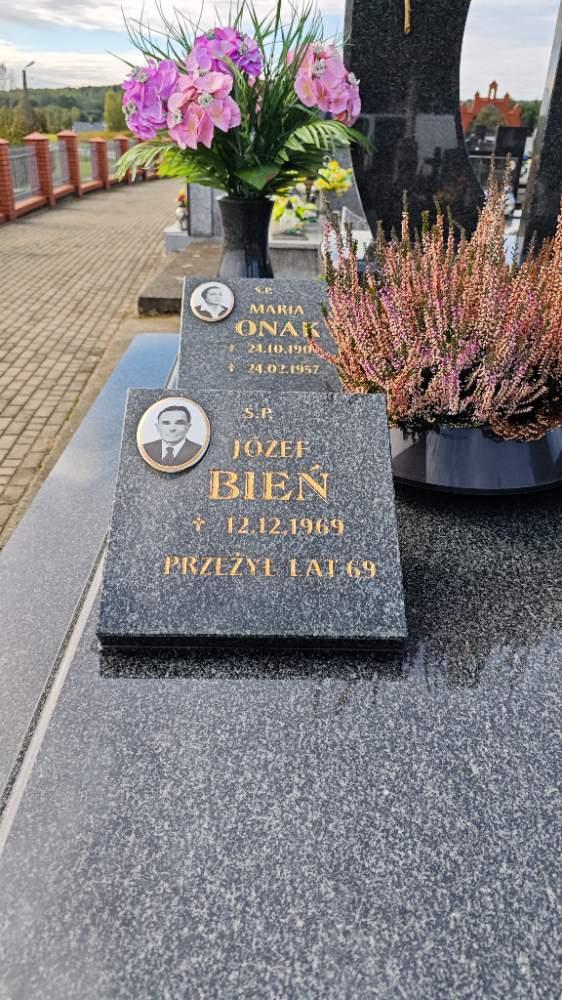 Ś.P.
MARIA
ONAK
24.02.1957
Ś.P.
JÓZEF
BIEŃ
† 12.12.1969
PRZEŻYŁ LAT 69